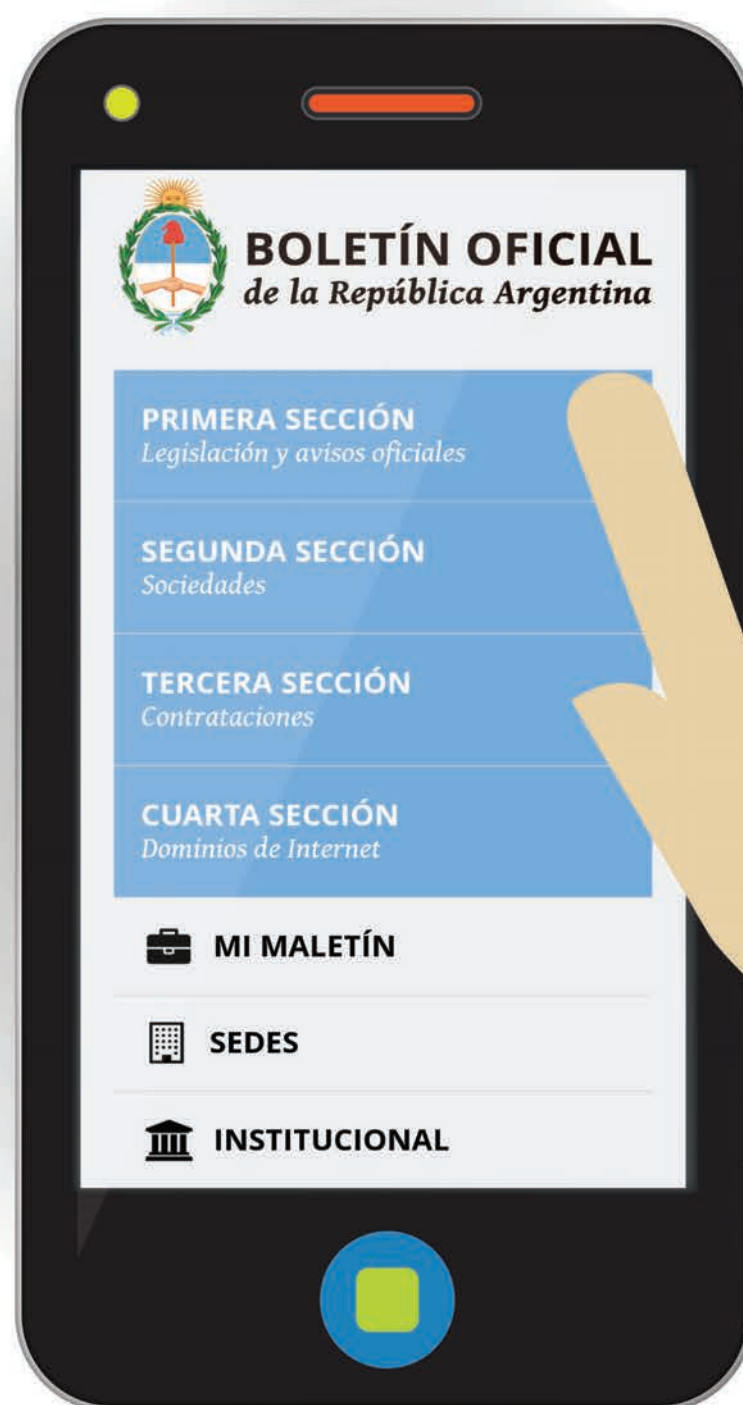 BOLETÍN OFICIAL
de la República Argentina
PRIMERA SECCIÓN
Legislación y avisos oficiales
SEGUNDA SECCIÓN
Sociedades
TERCERA SECCIÓN
Contrataciones
CUARTA SECCIÓN
Dominios de Internet
MI MALETÍN
SEDES
INSTITUCIONAL